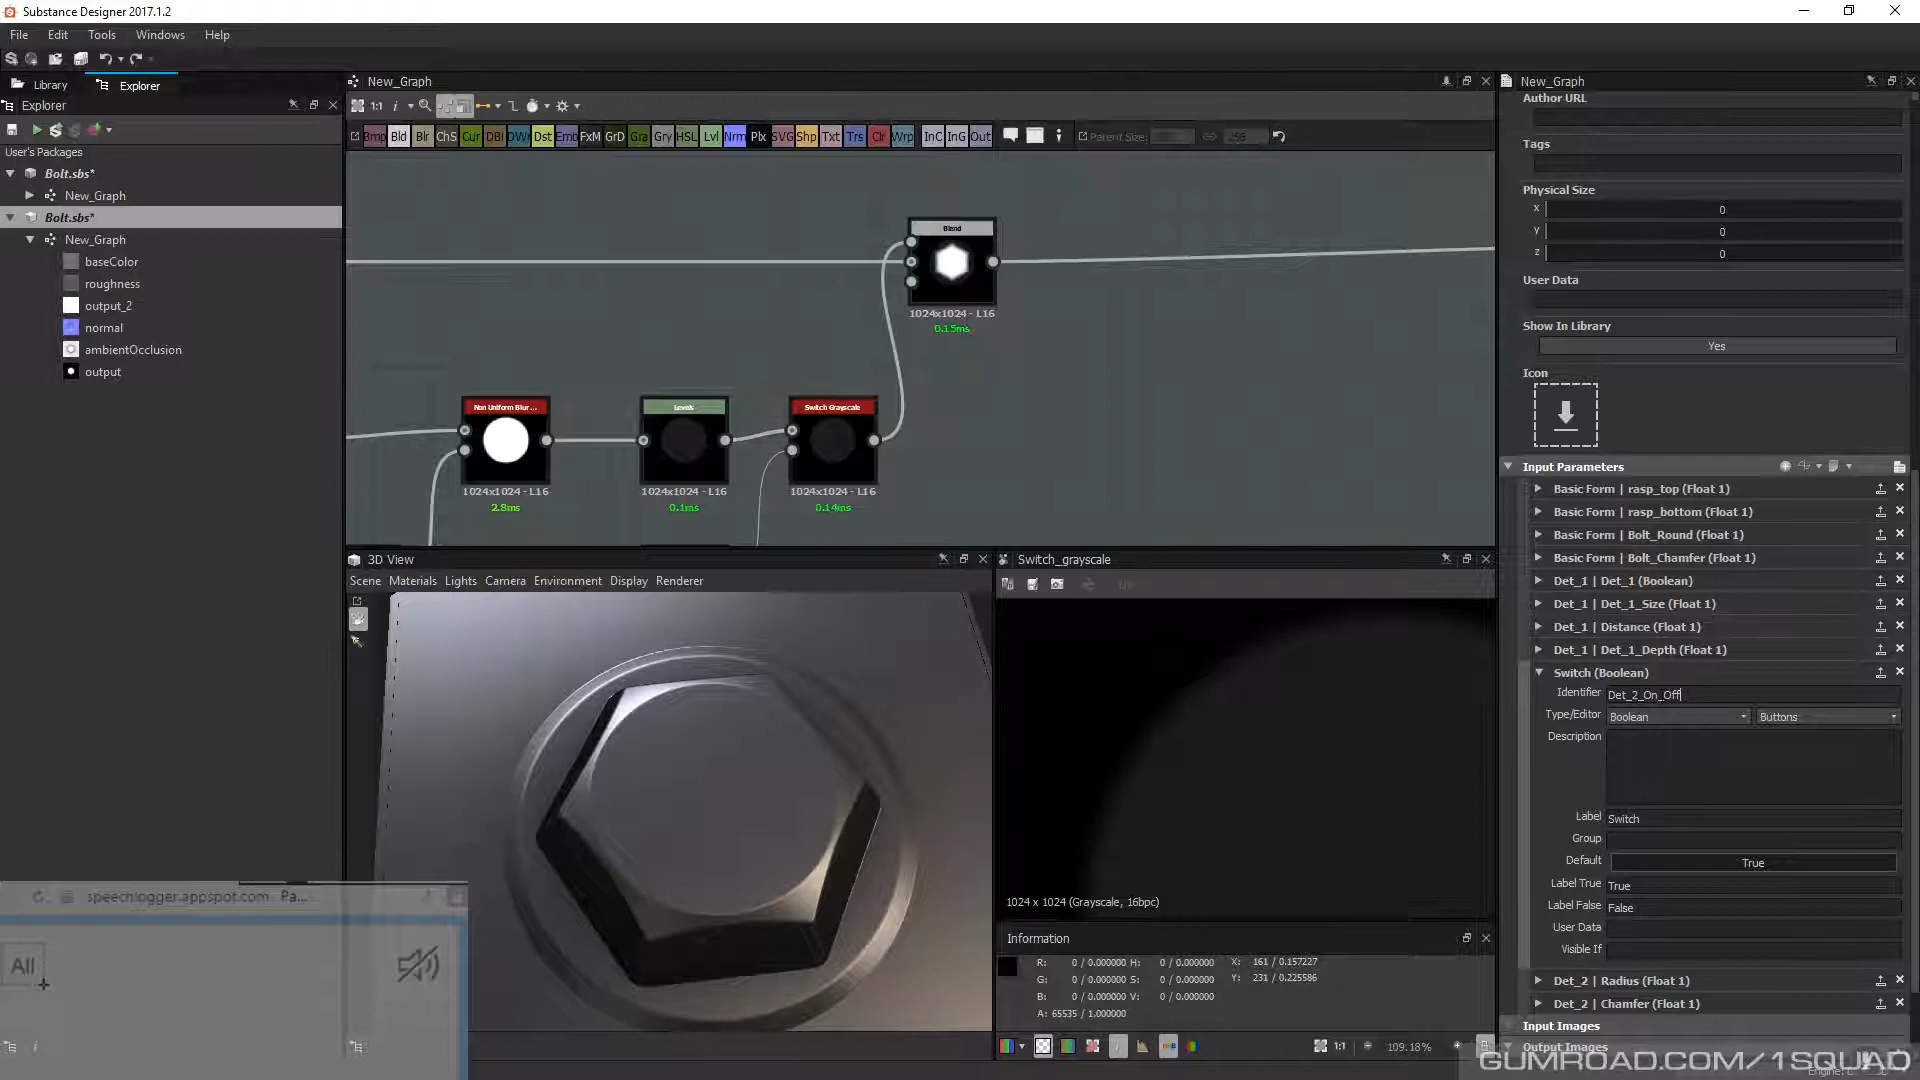 Substance Designer 2017.1.2
File Edit Tools Windows Help
Library Explorer
Explorer
User's Packages
Bolt.sbs*
New_Graph
Bolt.sbs*
New_Graph
baseColor
roughness
output_2
normal
ambientOcclusion
output
New_Graph
1:1
Bmp Bld Blr ChS Cur DBl DWr Dst Emb FxM GrD Gra Gry HSL Lvl Nrm Plx SVG Shp Txt Trs Clr Wrp InC InG Out
Parent Size: 256
Blend
1024x1024 - L16
0.15ms
Non Uniform Blur ...
1024x1024 - L16
2.8ms
Levels
1024x1024 - L16
0.1ms
Switch Grayscale
1024x1024 - L16
0.14ms
3D View
Scene Materials Lights Camera Environment Display Renderer
Switch_grayscale
1024 x 1024 (Grayscale, 16bpc)
Information
R: 0 / 0.000000 H: 0 / 0.000000 X: 161 / 0.157227
G: 0 / 0.000000 S: 0 / 0.000000 Y: 231 / 0.225586
B: 0 / 0.000000 V: 0 / 0.000000
A: 65535 / 1.000000
1:1 109.18%
New_Graph
Author URL
Tags
Physical Size
x 0
y 0
z 0
User Data
Show In Library
Yes
Icon
Input Parameters
Basic Form | rasp_top (Float 1)
Basic Form | rasp_bottom (Float 1)
Basic Form | Bolt_Round (Float 1)
Basic Form | Bolt_Chamfer (Float 1)
Det_1 | Det_1 (Boolean)
Det_1 | Det_1_Size (Float 1)
Det_1 | Distance (Float 1)
Det_1 | Det_1_Depth (Float 1)
Switch (Boolean)
Identifier Det_2_On_Off
Type/Editor Boolean Buttons
Description
Label Switch
Group
Default True
Label True True
Label False False
User Data
Visible If
Det_2 | Radius (Float 1)
Det_2 | Chamfer (Float 1)
Input Images
Output Images
GUMROAD.COM/1SQUAD
speechlogger.appspot.com Pa...
All